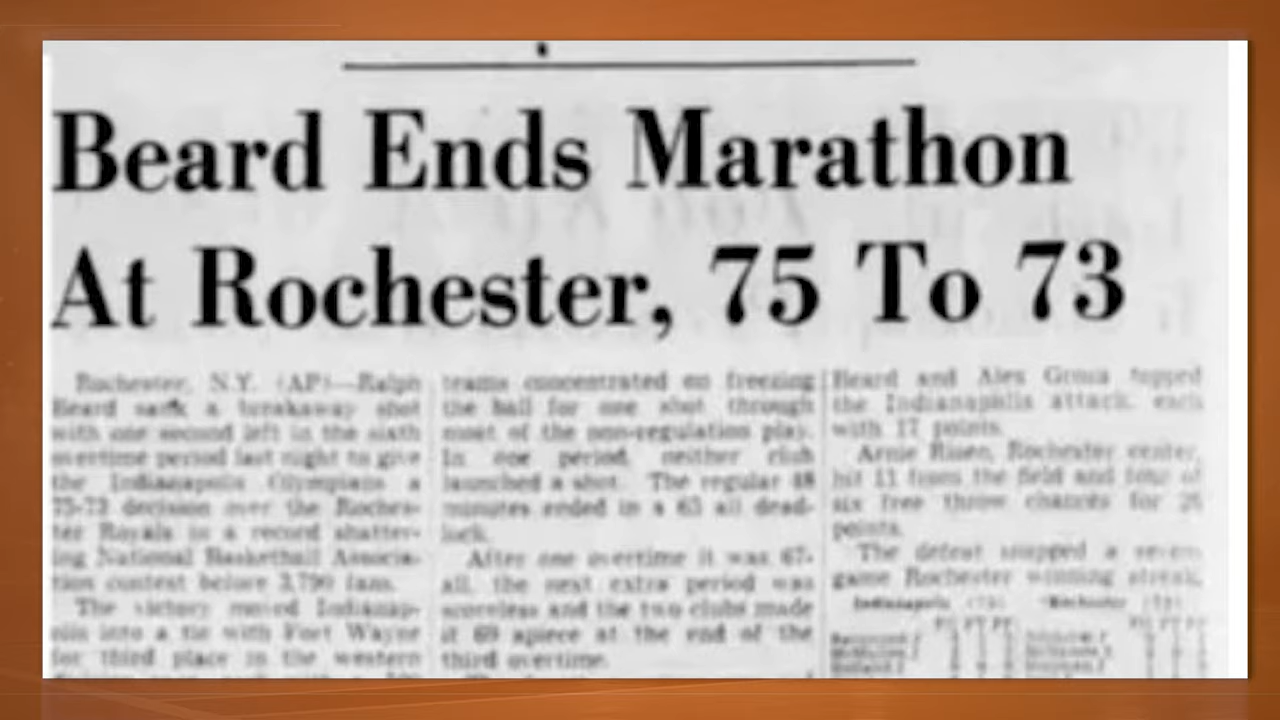 Beard Ends Marathon
At Rochester, 75 To 73
Rochester, N.Y. (AP)—Ralph
Beard sank a breakaway shot
with one second left in the sixth
overtime period last night to give
the Indianapolis Olympians a
75-73 decision over the Roches-
ter Royals in a record shatter-
ing National Basketball Associa-
tion contest before 3,790 fans.
The victory moved Indianap-
olis into a tie with Fort Wayne
for third place in the western
teams concentrated on freezing
the ball for one shot through
most of the non-regulation play.
In one period, neither club
launched a shot. The regular 48
minutes ended in a 65 all dead-
lock.
After one overtime it was 67-
all, the next extra period was
scoreless and the two clubs made
it 69 apiece at the end of the
third overtime.
Beard and Alex Groza topped
the Indianapolis attack, each
with 17 points.
Arnie Risen, Rochester center,
hit 11 from the field and four of
six free throw chances for 26
points.
The defeat snapped a seven-
game Rochester winning streak.
Indianapolis (75) Rochester (73)